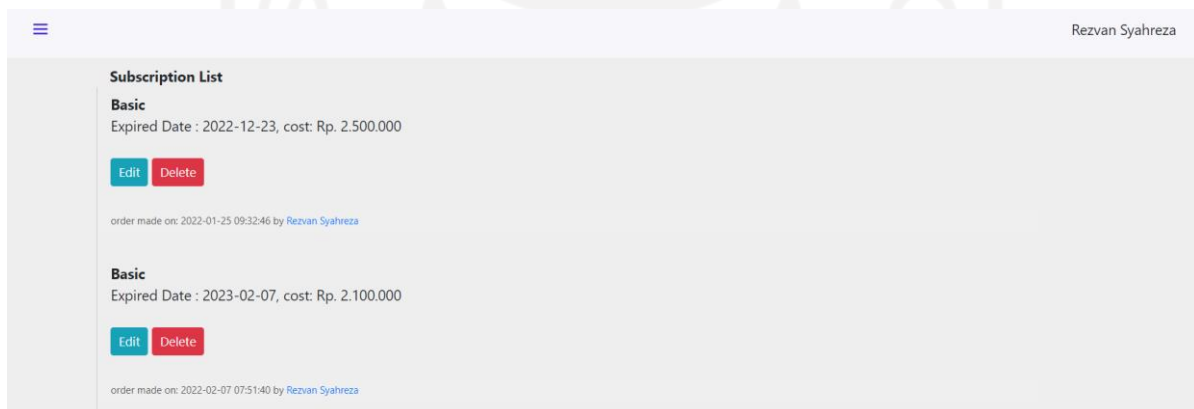 Rezvan Syahreza
Subscription List
Basic
Expired Date : 2022-12-23, cost: Rp. 2.500.000
Edit Delete
order made on: 2022-01-25 09:32:46 by Rezvan Syahreza
Basic
Expired Date : 2023-02-07, cost: Rp. 2.100.000
Edit Delete
order made on: 2022-02-07 07:51:40 by Rezvan Syahreza